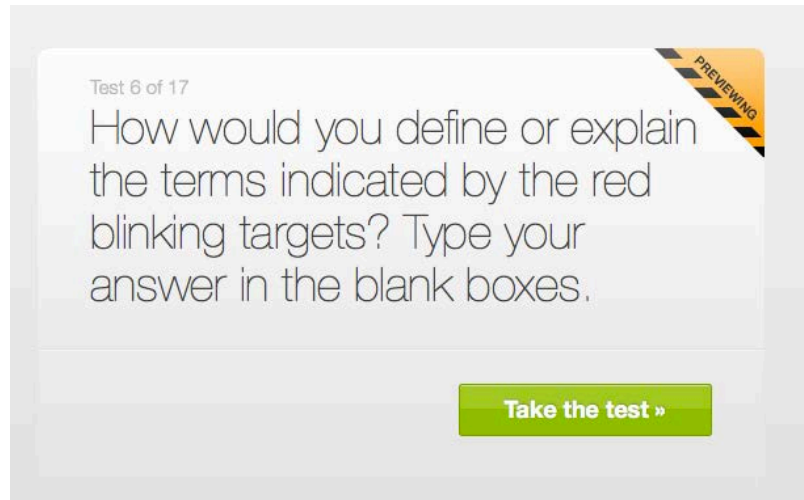 Test 6 of 17
PREVIEWING
How would you define or explain
the terms indicated by the red
blinking targets? Type your
answer in the blank boxes.
Take the test »